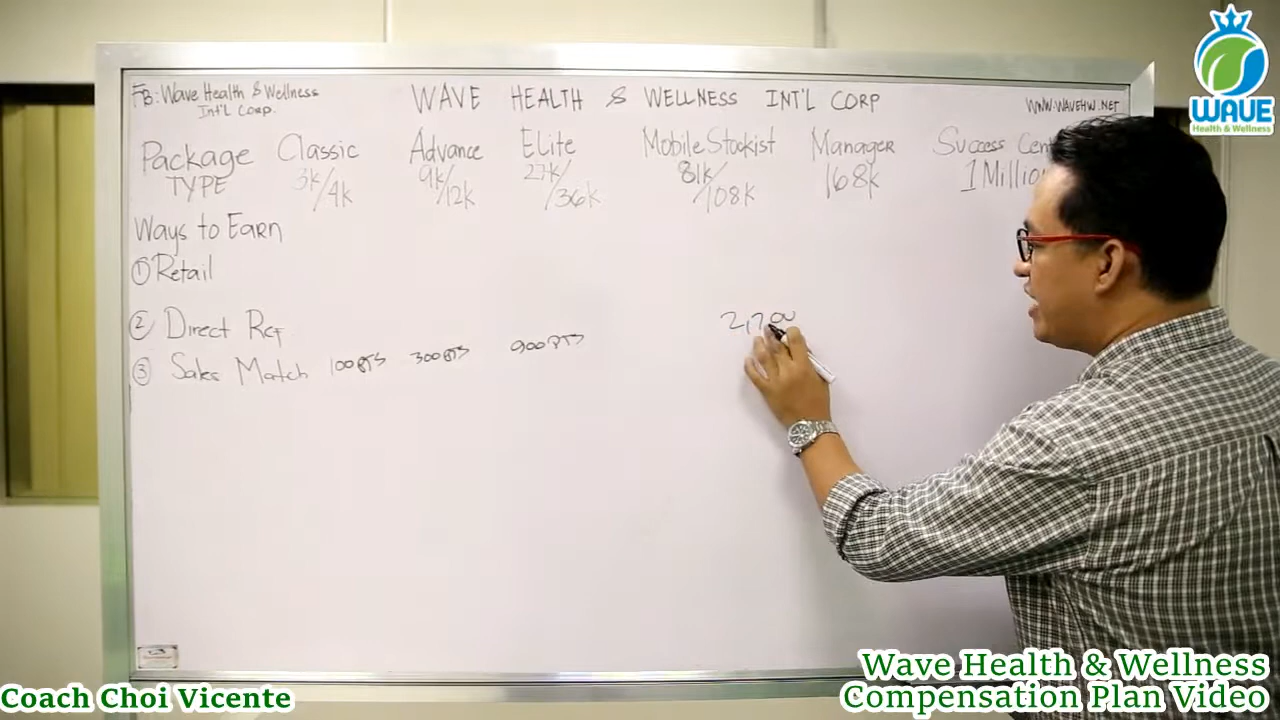 FB: Wave Health & Wellness
Int'l Corp.
WAVE HEALTH & WELLNESS INT'L CORP
WWW.WAVEHW.NET
Package TYPE Classic 3k/4k Advance 9k/12k Elite 27k/36k Mobile Stockist 81k/108k Manager 168k Success Cent 1 Millio
Ways to Earn
① Retail
② Direct Ref 2,700
③ Sales Match 100PTS 300PTS 900PTS
WAVE
Health & Wellness
Coach Choi Vicente
Wave Health & Wellness
Compensation Plan Video